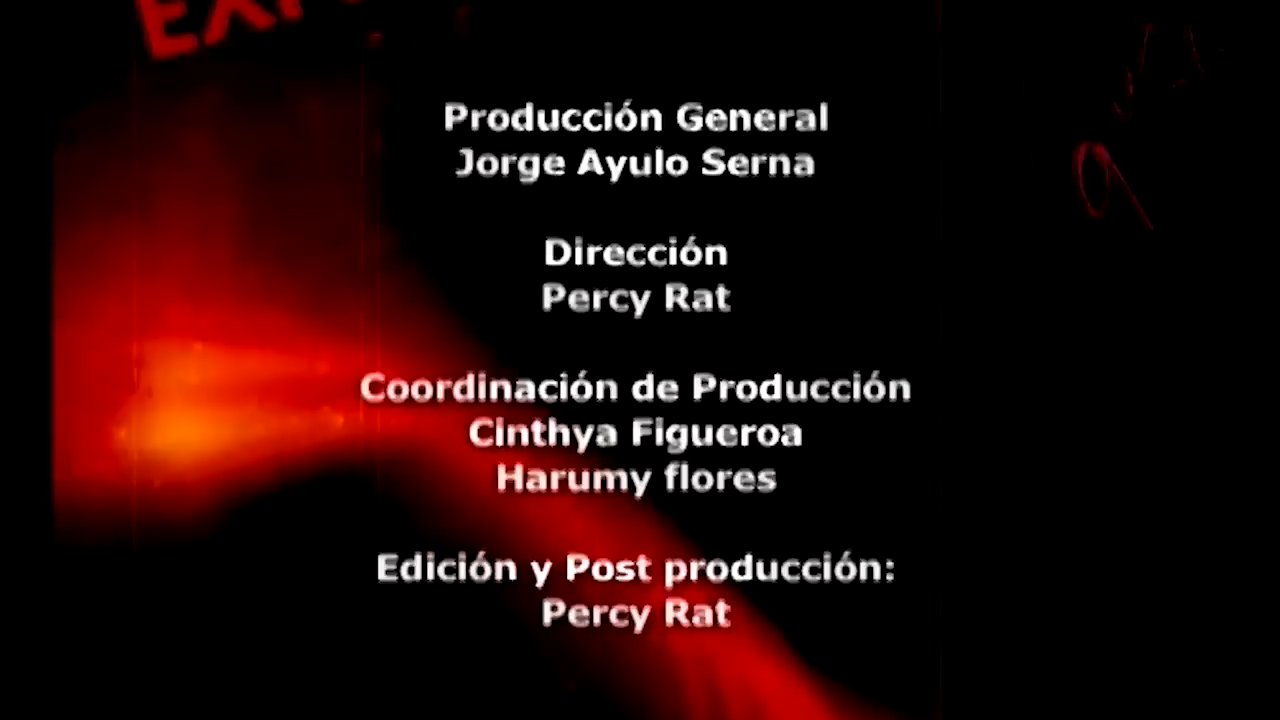 Producción General
Jorge Ayulo Serna
Dirección
Percy Rat
Coordinación de Producción
Cinthya Figueroa
Harumy flores
Edición y Post producción:
Percy Rat